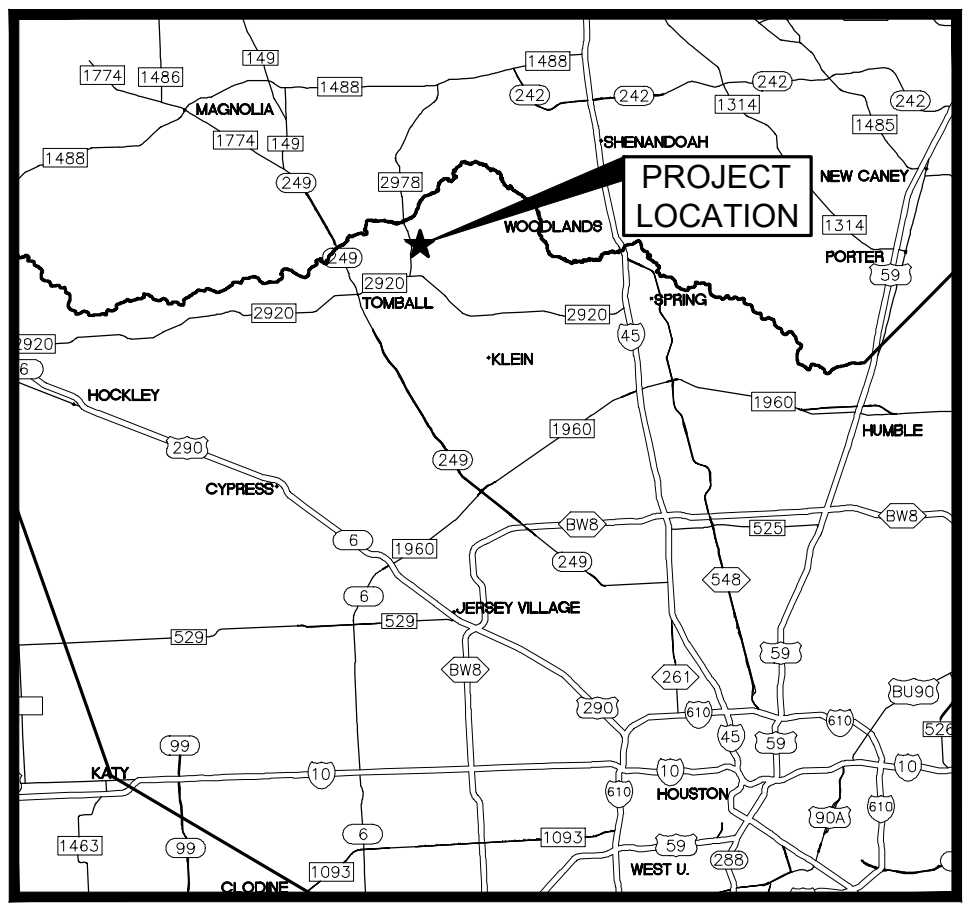 149
1488
1774
1486
1488
242
242
242
242
1314
MAGNOLIA
1485
1774
149
SHENANDOAH
1488
249
2978
PROJECT
LOCATION
NEW CANEY
WOODLANDS
1314
249
PORTER
59
2920
TOMBALL
SPRING
2920
2920
2920
45
KLEIN
6
HOCKLEY
1960
1960
HUMBLE
290
249
CYPRESS
BW8
BW8
525
6
1960
249
548
6
JERSEY VILLAGE
529
529
59
BW8
261
290
BU90
610
610
526
45
59
99
KATY
10
10
10
HOUSTON
610
610
90A
6
1093
1463
99
59
288
WEST U.
1093
CLODINE